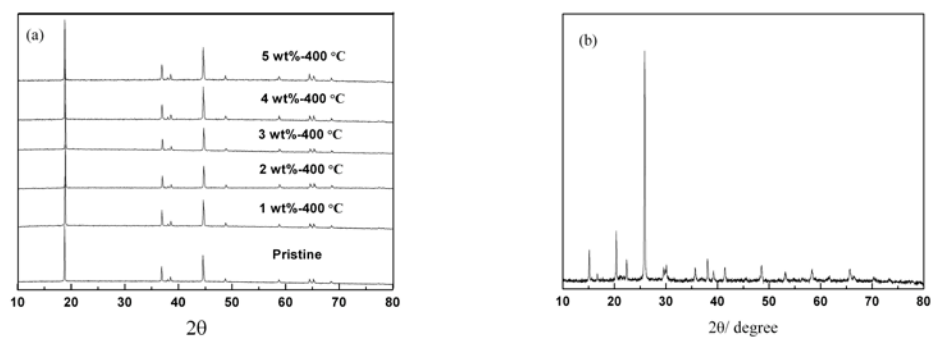 (a)
5 wt%-400 °C
4 wt%-400 °C
3 wt%-400 °C
2 wt%-400 °C
1 wt%-400 °C
Pristine
10 20 30 40 50 60 70 80
2θ
(b)
10 20 30 40 50 60 70 80
2θ/ degree